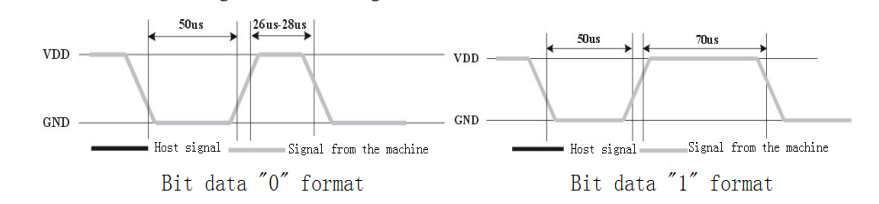 50us 26us-28us
VDD
GND
Host signal Signal from the machine
Bit data "0" format
50us 70us
VDD
GND
Host signal Signal from the machine
Bit data "1" format